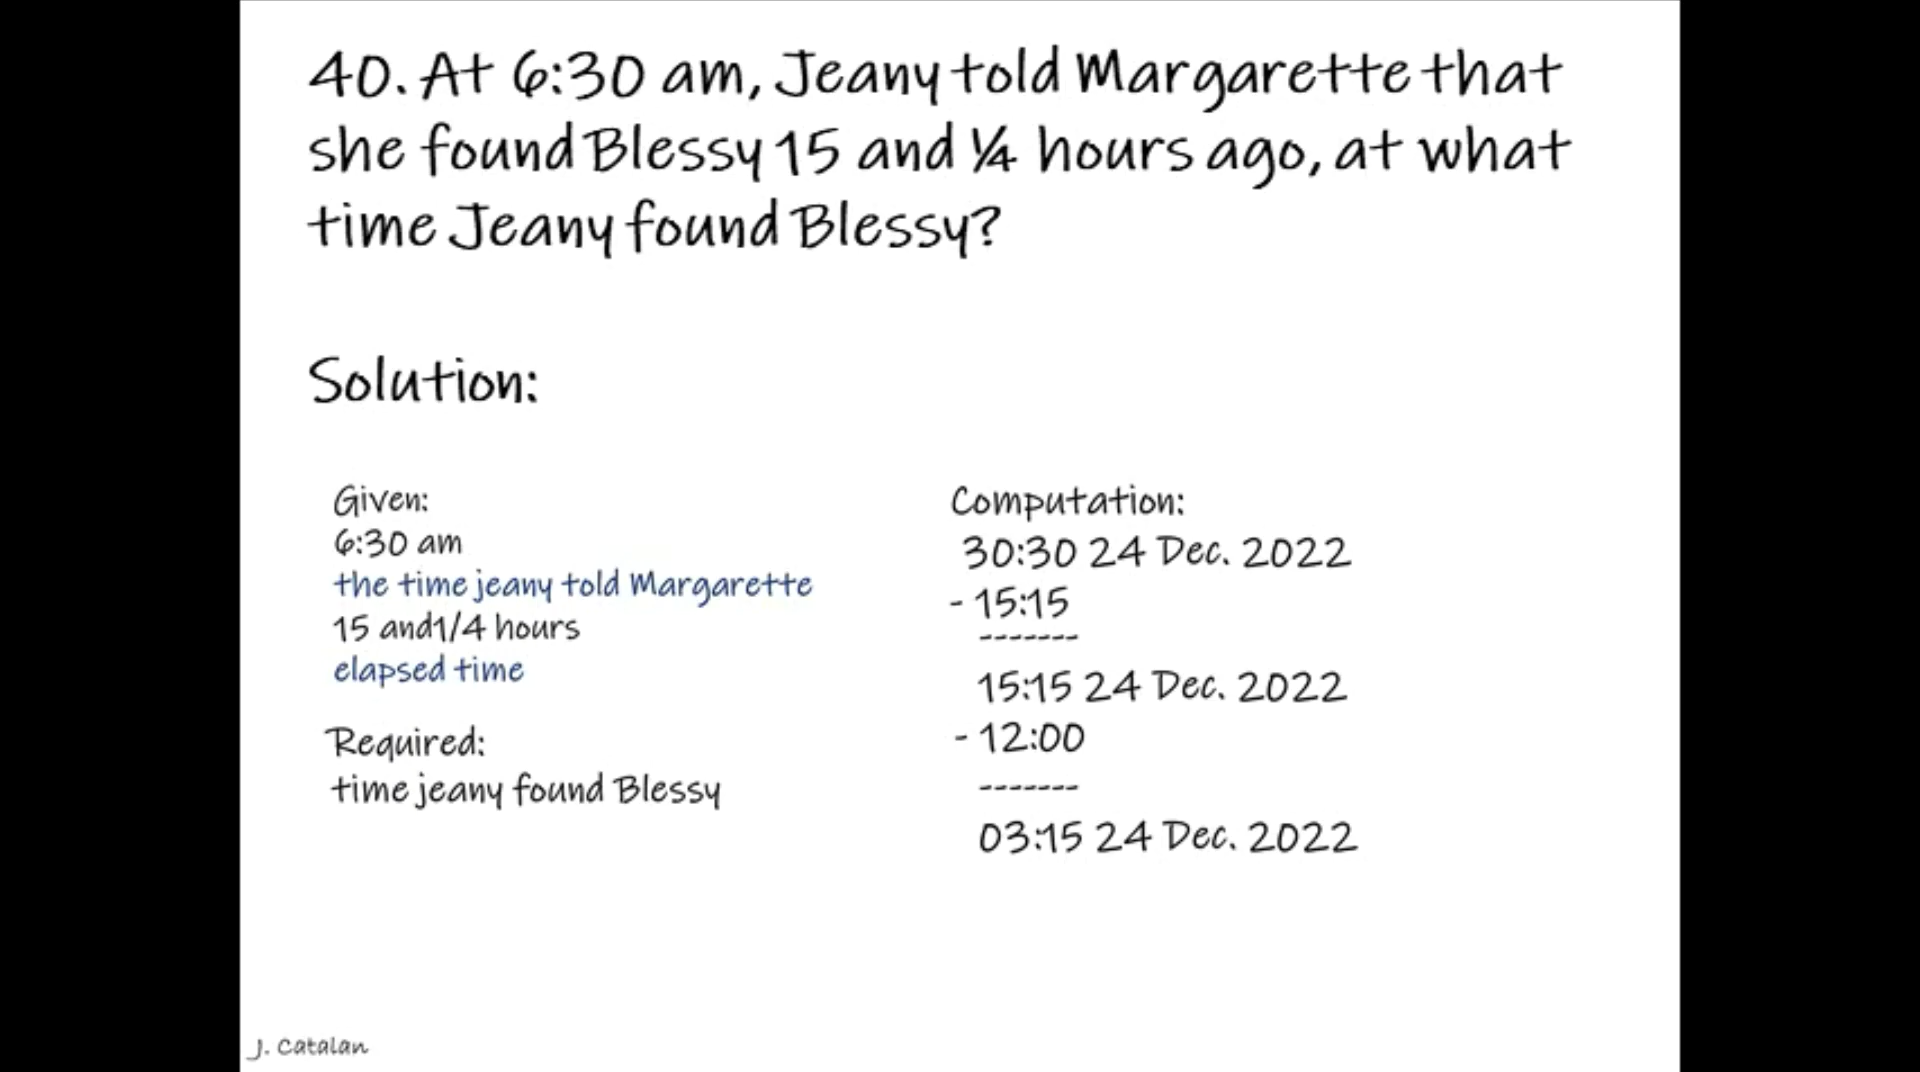 40. At 6:30 am, Jeany told Margarette that
she found Blessy 15 and ¼ hours ago, at what
time Jeany found Blessy?
Solution:
Given:
6:30 am
the time jeany told Margarette
15 and1/4 hours
elapsed time
Required:
time jeany found Blessy
Computation:
30:30 24 Dec. 2022
- 15:15
-------
15:15 24 Dec. 2022
- 12:00
-------
03:15 24 Dec. 2022
J. Catalan